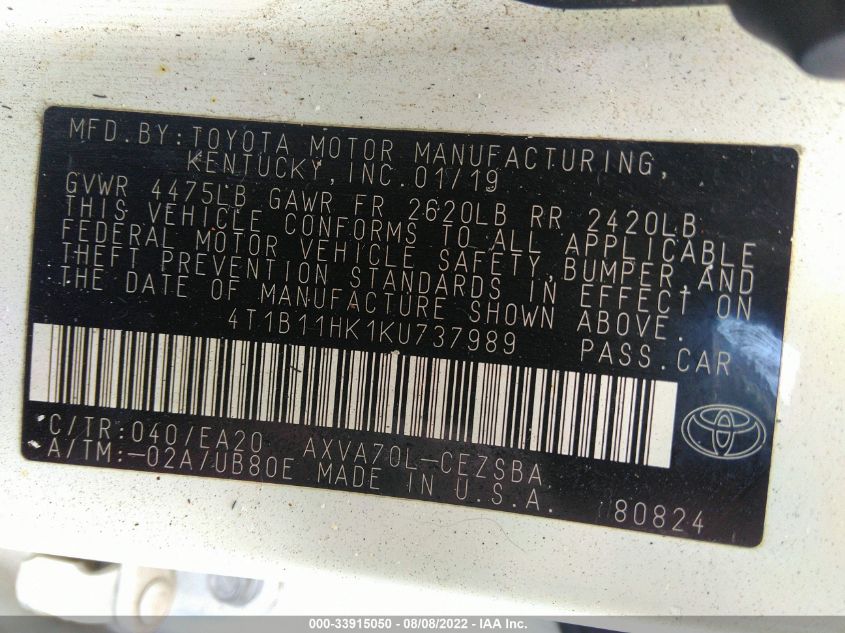 MFD.BY:TOYOTA MOTOR MANUFACTURING,
KENTUCKY,INC.01/19
GVWR 4475LB GAWR FR 2620LB RR 2420LB
THIS VEHICLE CONFORMS TO ALL APPLICABLE
FEDERAL MOTOR VEHICLE SAFETY,BUMPER,AND
THEFT PREVENTION STANDARDS IN EFFECT ON
THE DATE OF MANUFACTURE SHOWN ABOVE.
4T1B11HK1KU737989 PASS.CAR
C/TR:040/EA20 AXVA70L-CEZSBA
A/TM:-02A/UB80E MADE IN U.S.A.
80824
000-33915050 - 08/08/2022 - IAA Inc.